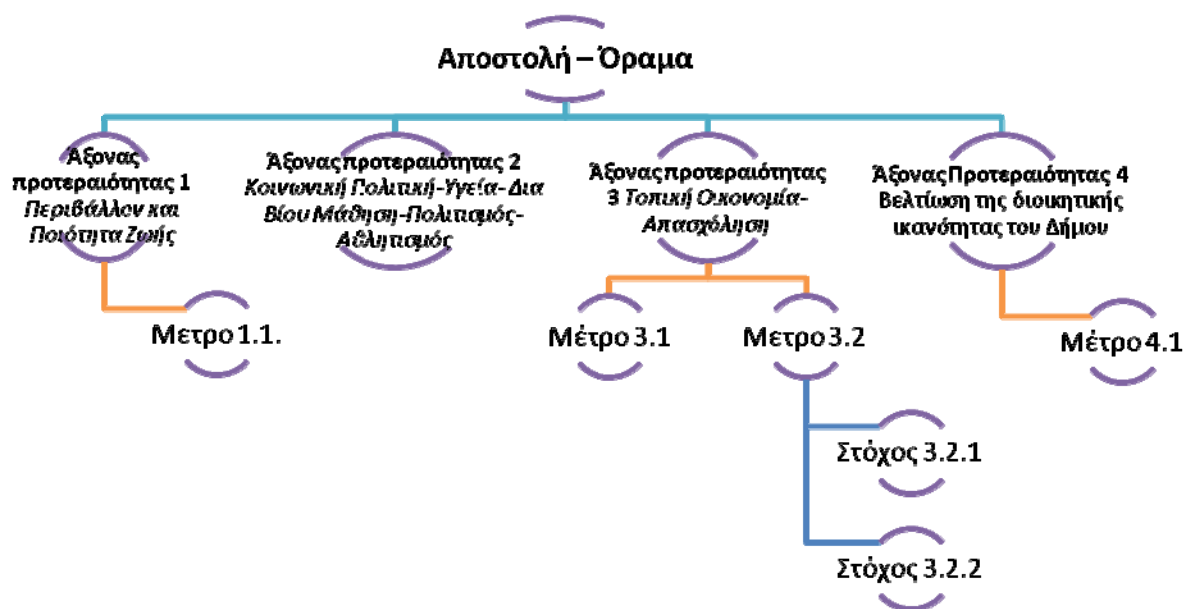 Αποστολή – Όραμα
Άξονας
προτεραιότητας 1
Περιβάλλον και
Ποιότητα Ζωής
Άξονας προτεραιότητας 2
Κοινωνική Πολιτική-Υγεία- Δια
Βίου Μάθηση-Πολιτισμός-
Αθλητισμός
Άξονας προτεραιότητας
3 Τοπική Οικονομία-
Απασχόληση
Άξονας Προτεραιότητας 4
Βελτίωση της διοικητικής
ικανότητας του Δήμου
Μετρο 1.1.
Μέτρο 3.1
Μετρο 3.2
Μέτρο 4.1
Στόχος 3.2.1
Στόχος 3.2.2